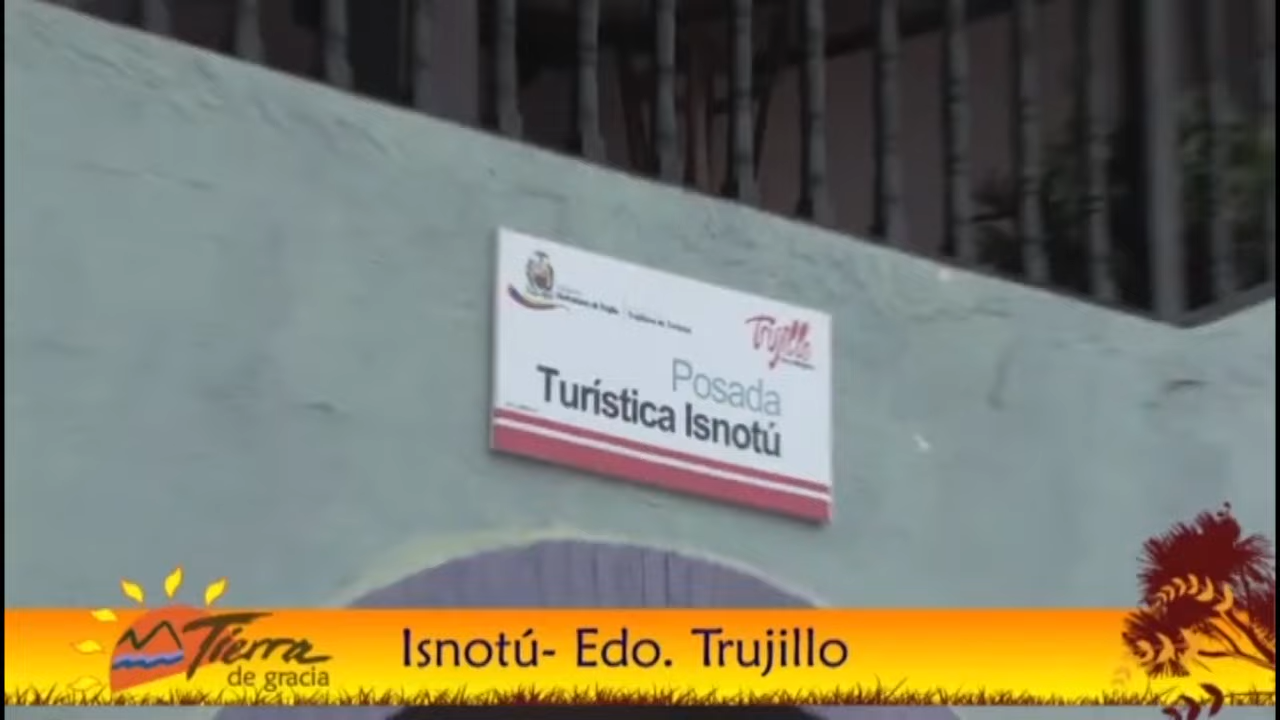 Trujillo
Posada
Turística Isnotú
Tierra
de gracia
Isnotú- Edo. Trujillo